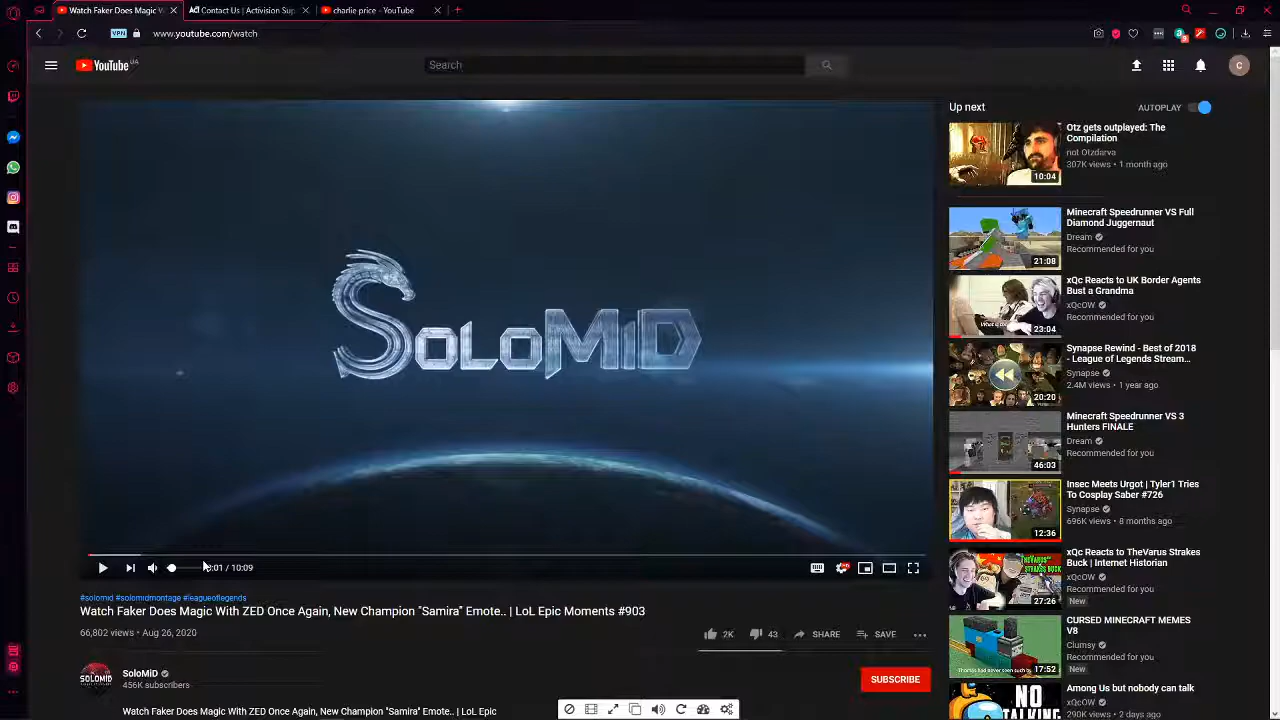 Watch Faker Does Magic W
Contact Us | Activision Sup
charlie price - YouTube
VPN
www.youtube.com/watch
YouTube UA
Search
C
SOLOMID
0:01 / 10:09
#solomid #solomidmontage #leagueoflegends
Watch Faker Does Magic With ZED Once Again, New Champion "Samira" Emote.. | LoL Epic Moments #903
66,802 views • Aug 26, 2020
2K
43
SHARE
SAVE
SoloMiD
456K subscribers
SUBSCRIBE
Watch Faker Does Magic With ZED Once Again, New Champion "Samira" Emote.. | LoL Epic
Up next
AUTOPLAY
10:04
Otz gets outplayed: The
Compilation
not Otzdarva
307K views • 1 month ago
21:08
Minecraft Speedrunner VS Full
Diamond Juggernaut
Dream
Recommended for you
23:04
xQc Reacts to UK Border Agents
Bust a Grandma
xQcOW
Recommended for you
20:20
Synapse Rewind - Best of 2018
- League of Legends Stream...
Synapse
2.4M views • 1 year ago
46:03
Minecraft Speedrunner VS 3
Hunters FINALE
Dream
Recommended for you
12:36
Insec Meets Urgot | Tyler1 Tries
To Cosplay Saber #726
Synapse
696K views • 8 months ago
27:26
xQc Reacts to TheVarus Strakes
Buck | Internet Historian
xQcOW
Recommended for you
New
17:52
CURSED MINECRAFT MEMES
V8
Clumsy
Recommended for you
New
NO
TALKING
Among Us but nobody can talk
xQcOW
290K views • 2 days ago